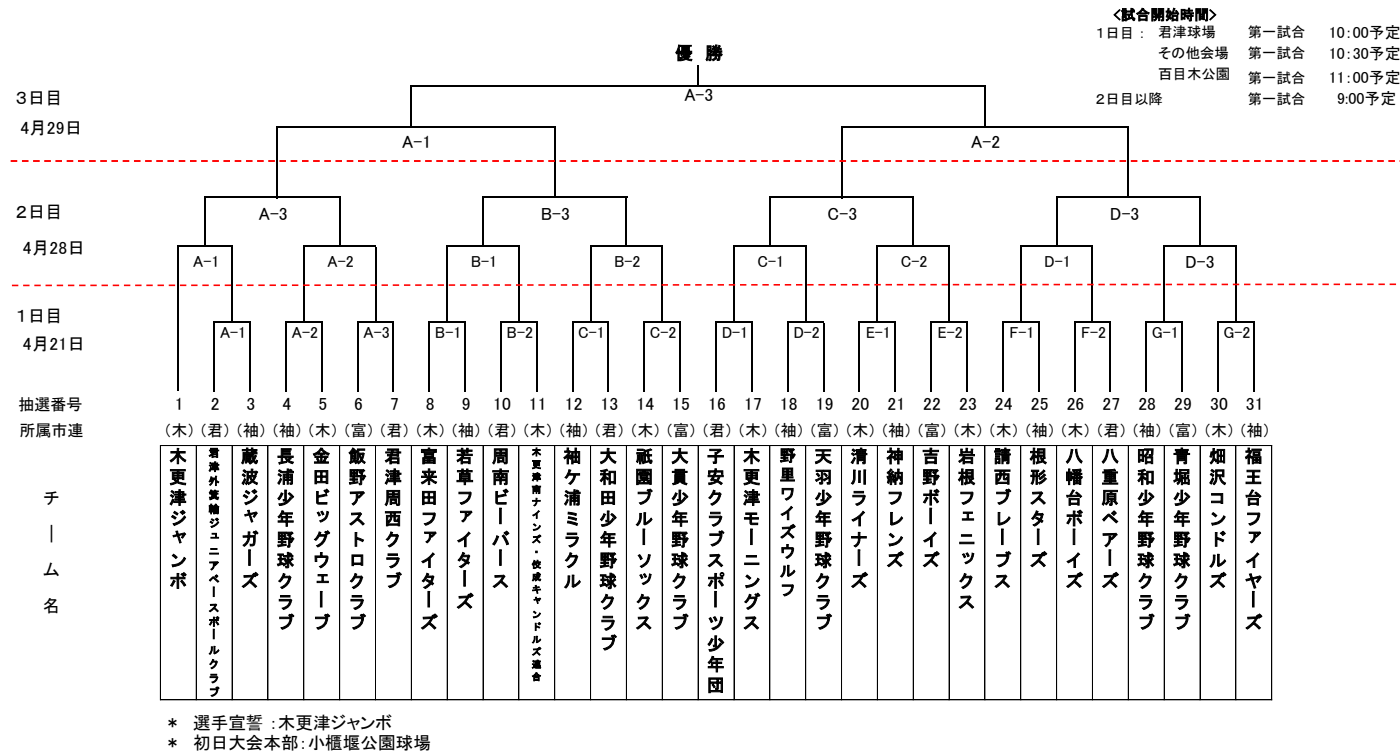 <試合開始時間>
1日目： 君津球場 第一試合 10:00予定
その他会場 第一試合 10:30予定
百目木公園 第一試合 11:00予定
2日目以降 第一試合 9:00予定
優 勝
A-3
3日目
4月29日
A-1 A-2
2日目
A-3 B-3 C-3 D-3
4月28日
A-1 A-2 B-1 B-2 C-1 C-2 D-1 D-3
1日目
4月21日
A-1 A-2 A-3 B-1 B-2 C-1 C-2 D-1 D-2 E-1 E-2 F-1 F-2 G-1 G-2
抽選番号 1 2 3 4 5 6 7 8 9 10 11 12 13 14 15 16 17 18 19 20 21 22 23 24 25 26 27 28 29 30 31
所属市連 (木) (君) (袖) (袖) (木) (富) (君) (木) (袖) (君) (木) (袖) (君) (木) (富) (君) (木) (袖) (富) (木) (袖) (富) (木) (木) (袖) (木) (君) (袖) (富) (木) (袖)
チーム名
木更津ジャンボ
君津外箕輪ジュニアベースボールクラブ
蔵波ジャガーズ
長浦少年野球クラブ
金田ビッグウェーブ
飯野アストロクラブ
君津周西クラブ
富来田ファイターズ
若草ファイターズ
周南ビーバース
木更津南ナインズ・佼成キャンドルズ連合
袖ケ浦ミラクル
大和田少年野球クラブ
祇園ブルーソックス
大貫少年野球クラブ
子安クラブスポーツ少年団
木更津モーニングス
野里ワイズウルフ
天羽少年野球クラブ
清川ライナーズ
神納フレンズ
吉野ボーイズ
岩根フェニックス
請西ブレーブス
根形スターズ
八幡台ボーイズ
八重原ベアーズ
昭和少年野球クラブ
青堀少年野球クラブ
畑沢コンドルズ
福王台ファイヤーズ
* 選手宣誓：木更津ジャンボ
* 初日大会本部：小櫃堰公園球場